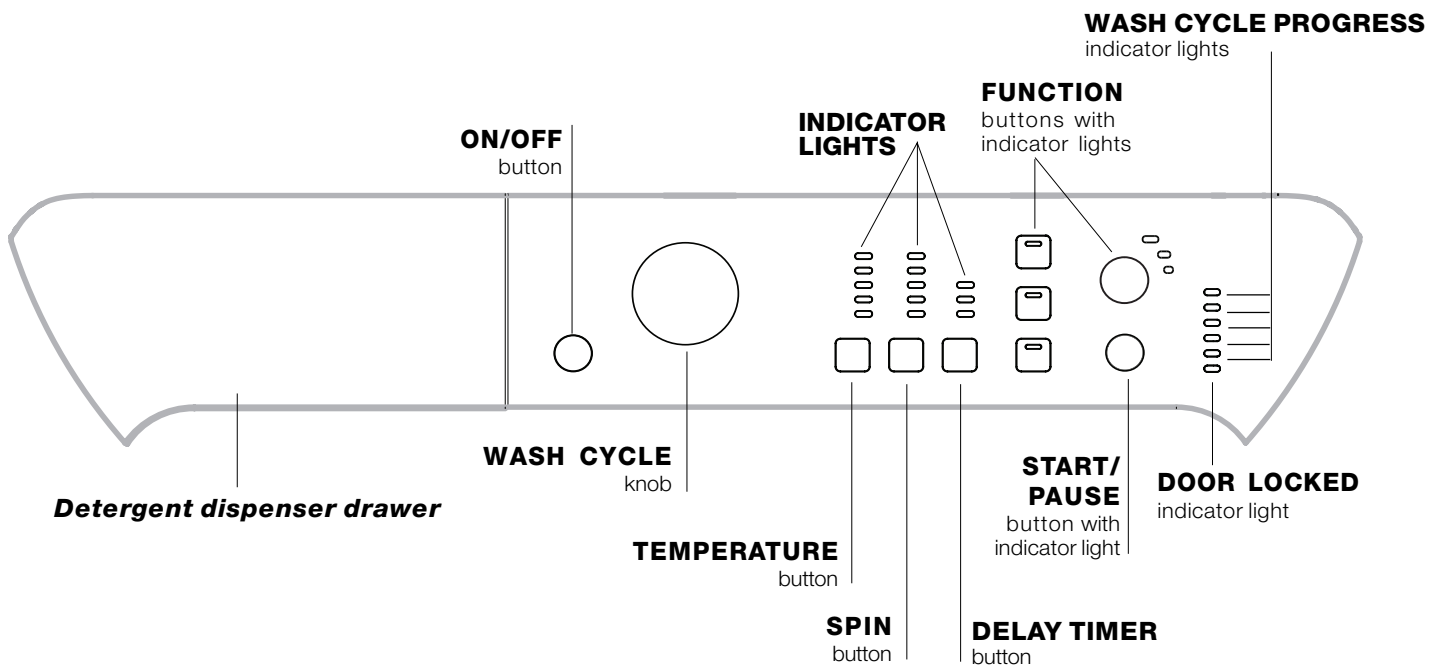 WASH CYCLE PROGRESS
indicator lights
FUNCTION
buttons with
indicator lights
INDICATOR
LIGHTS
ON/OFF
button
WASH CYCLE
knob
Detergent dispenser drawer
START/
PAUSE
button with
indicator light
DOOR LOCKED
indicator light
TEMPERATURE
button
SPIN
button
DELAY TIMER
button